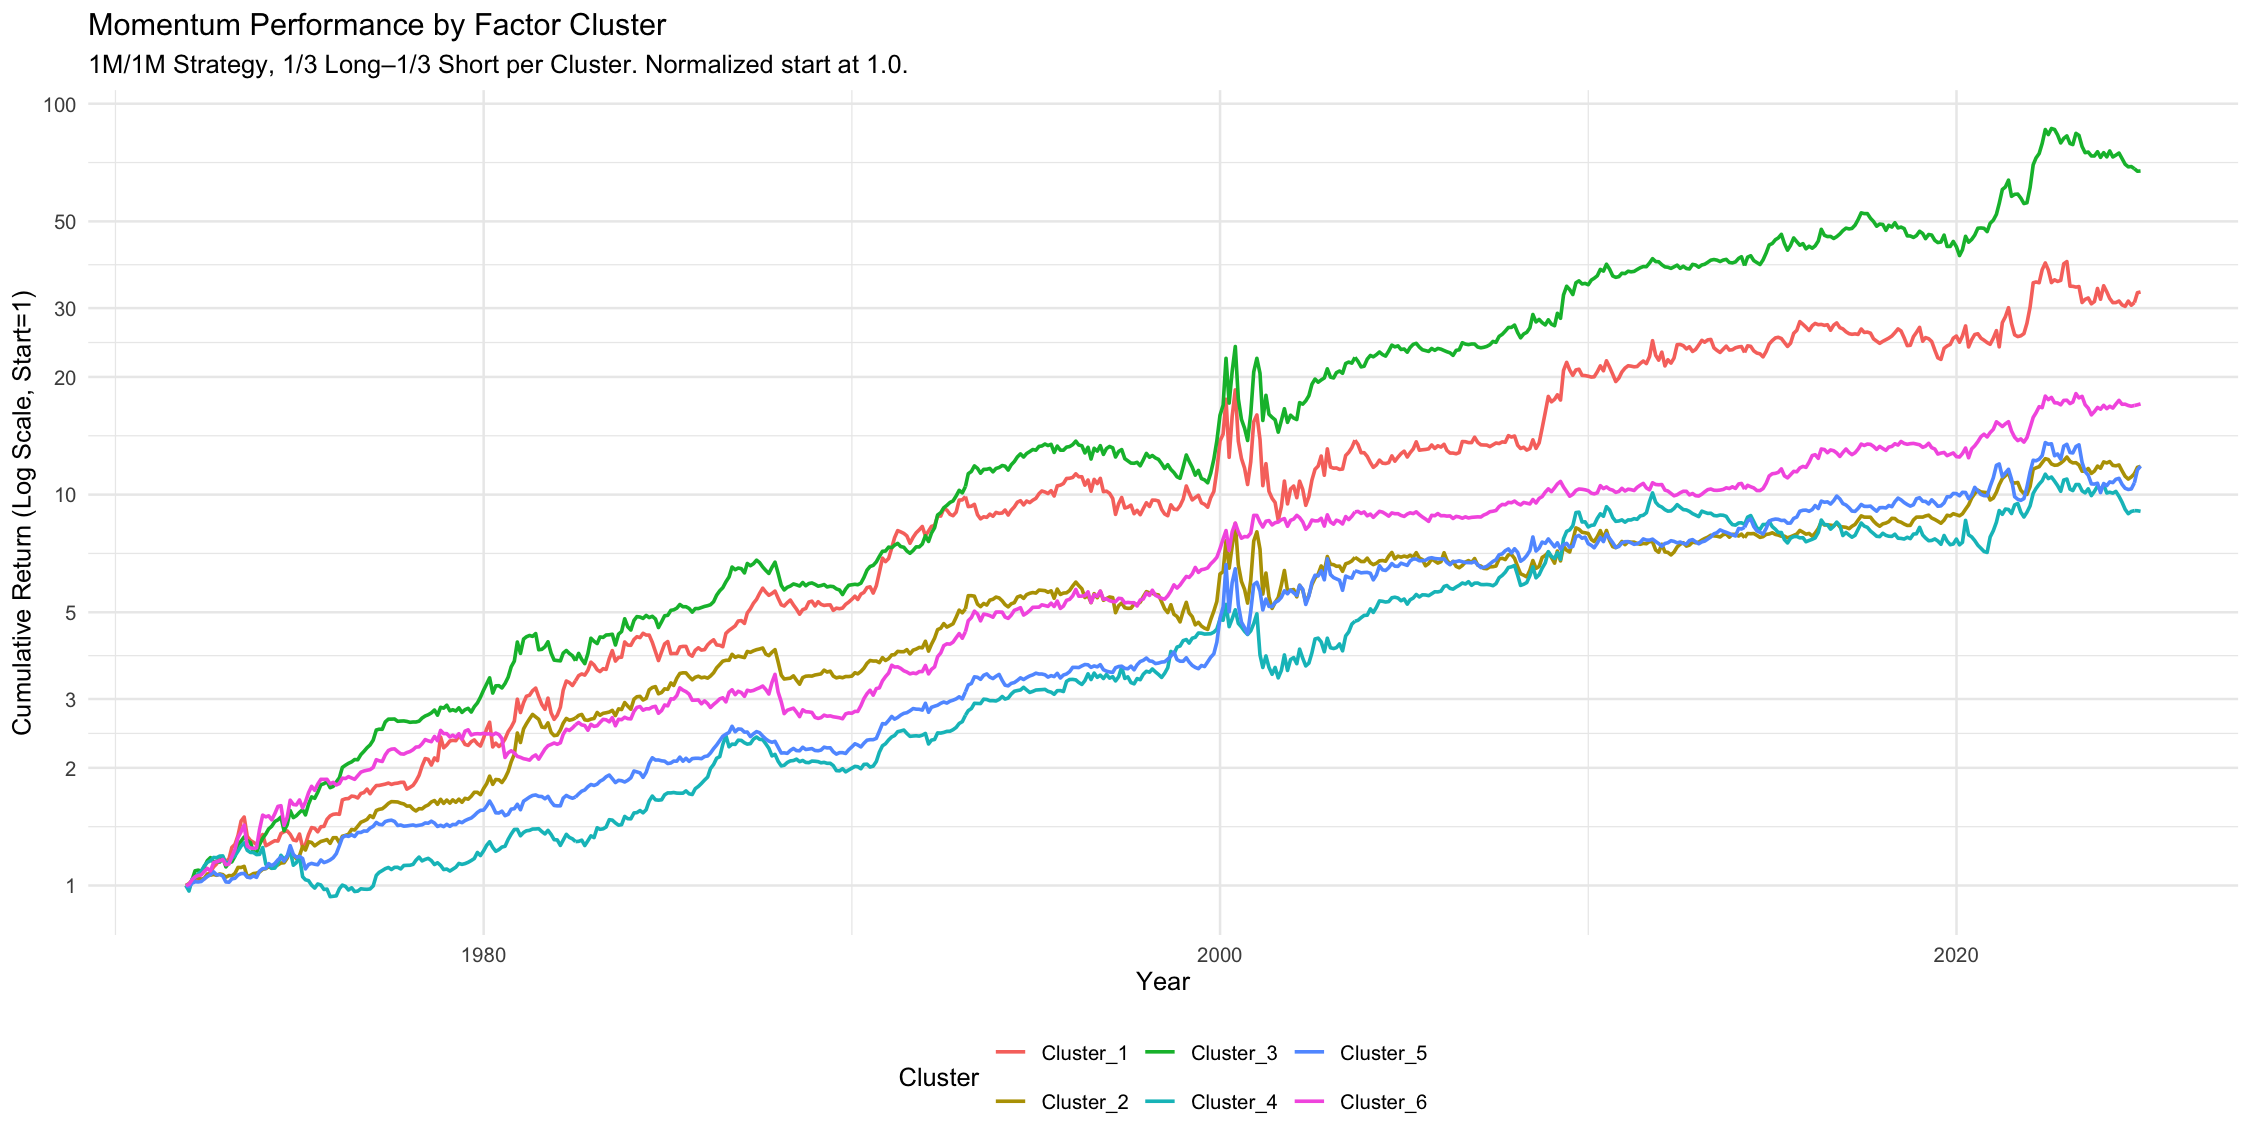 Momentum Performance by Factor Cluster
1M/1M Strategy, 1/3 Long–1/3 Short per Cluster. Normalized start at 1.0.
Cumulative Return (Log Scale, Start=1)
100
50
30
20
10
5
3
2
1
1980
2000
2020
Year
Cluster
Cluster_1
Cluster_3
Cluster_5
Cluster_2
Cluster_4
Cluster_6